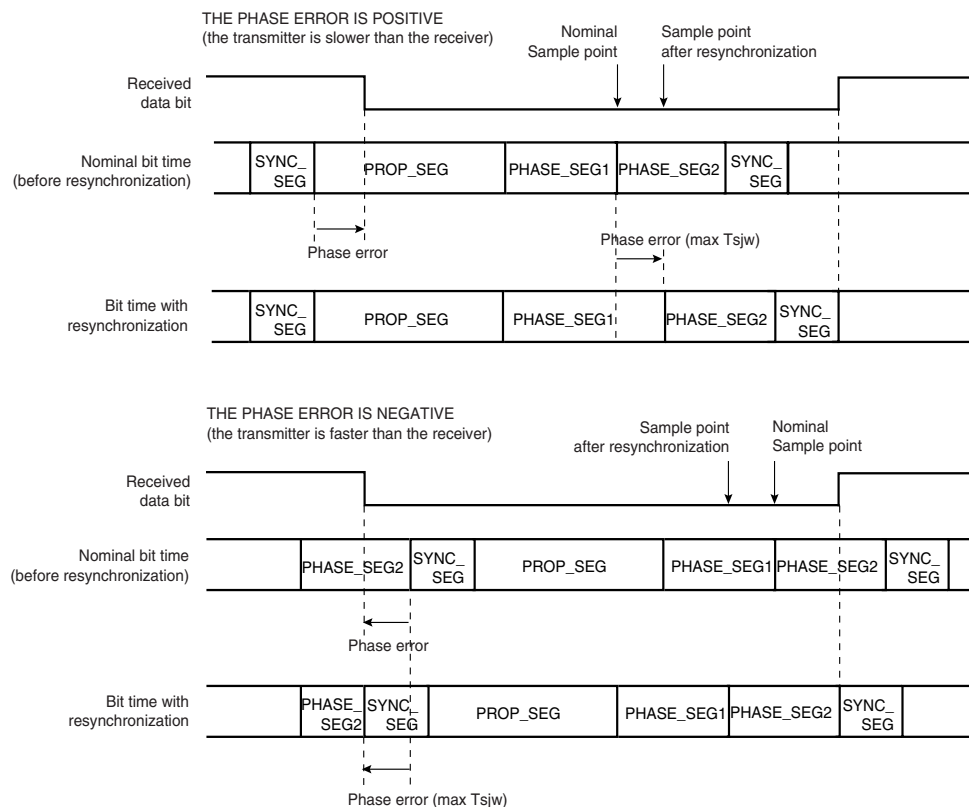 THE PHASE ERROR IS POSITIVE
(the transmitter is slower than the receiver)
Nominal
Sample point
Sample point
after resynchronization
Received
data bit
Nominal bit time
(before resynchronization)
SYNC_
SEG
PROP_SEG
PHASE_SEG1
PHASE_SEG2
SYNC_
SEG
Phase error
Phase error (max Tsjw)
Bit time with
resynchronization
SYNC_
SEG
PROP_SEG
PHASE_SEG1
PHASE_SEG2
SYNC_
SEG
THE PHASE ERROR IS NEGATIVE
(the transmitter is faster than the receiver)
Sample point
after resynchronization
Nominal
Sample point
Received
data bit
Nominal bit time
(before resynchronization)
PHASE_SEG2
SYNC_
SEG
PROP_SEG
PHASE_SEG1
PHASE_SEG2
SYNC_
SEG
Phase error
Bit time with
resynchronization
PHASE_
SEG2
SYNC_
SEG
PROP_SEG
PHASE_SEG1
PHASE_SEG2
SYNC_
SEG
Phase error (max Tsjw)